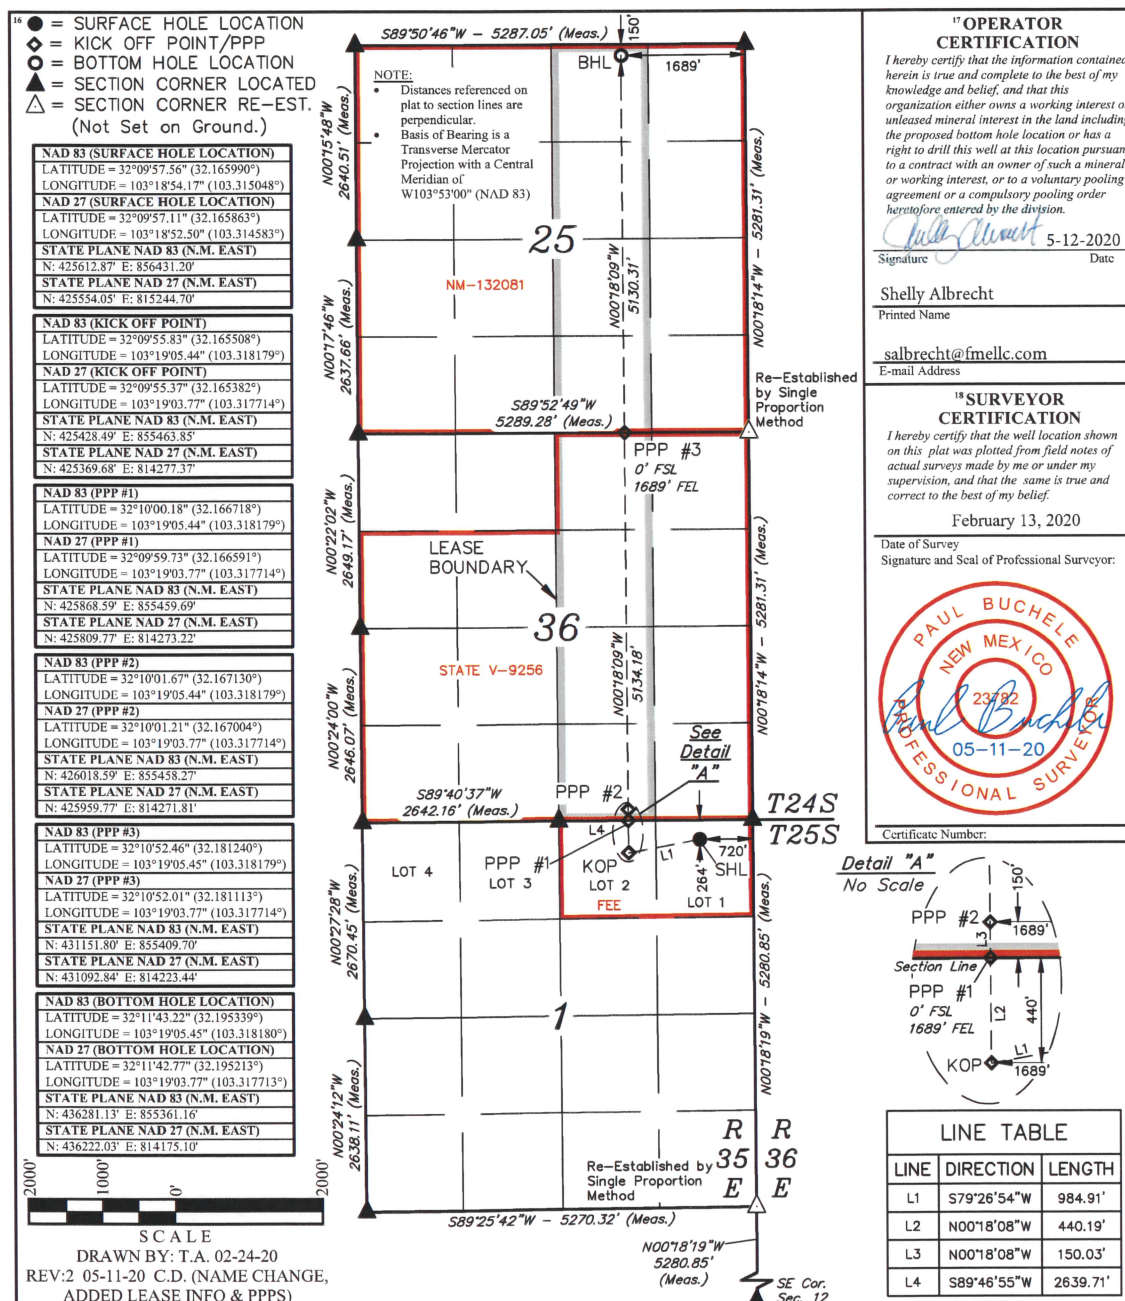 16 ● = SURFACE HOLE LOCATION
= KICK OFF POINT/PPP
= BOTTOM HOLE LOCATION
▲ = SECTION CORNER LOCATED
△ = SECTION CORNER RE-EST.
(Not Set on Ground.)
NAD 83 (SURFACE HOLE LOCATION)
LATITUDE = 32°09'57.56" (32.165990°)
LONGITUDE = 103°18'54.17" (103.315048°)
NAD 27 (SURFACE HOLE LOCATION)
LATITUDE = 32°09'57.11" (32.165863°)
LONGITUDE = 103°18'52.50" (103.314583°)
STATE PLANE NAD 83 (N.M. EAST)
N: 425612.87' E: 856431.20'
STATE PLANE NAD 27 (N.M. EAST)
N: 425554.05' E: 815244.70'
NAD 83 (KICK OFF POINT)
LATITUDE = 32°09'55.83" (32.165508°)
LONGITUDE = 103°19'05.44" (103.318179°)
NAD 27 (KICK OFF POINT)
LATITUDE = 32°09'55.37" (32.165382°)
LONGITUDE = 103°19'03.77" (103.317714°)
STATE PLANE NAD 83 (N.M. EAST)
N: 425428.49' E: 855463.85'
STATE PLANE NAD 27 (N.M. EAST)
N: 425369.68' E: 814277.37'
NAD 83 (PPP #1)
LATITUDE = 32°10'00.18" (32.166718°)
LONGITUDE = 103°19'05.44" (103.318179°)
NAD 27 (PPP #1)
LATITUDE = 32°09'59.73" (32.166591°)
LONGITUDE = 103°19'03.77" (103.317714°)
STATE PLANE NAD 83 (N.M. EAST)
N: 425868.59' E: 855459.69'
STATE PLANE NAD 27 (N.M. EAST)
N: 425809.77' E: 814273.22'
NAD 83 (PPP #2)
LATITUDE = 32°10'01.67" (32.167130°)
LONGITUDE = 103°19'05.44" (103.318179°)
NAD 27 (PPP #2)
LATITUDE = 32°10'01.21" (32.167004°)
LONGITUDE = 103°19'03.77" (103.317714°)
STATE PLANE NAD 83 (N.M. EAST)
N: 426018.59' E: 855458.27'
STATE PLANE NAD 27 (N.M. EAST)
N: 425959.77' E: 814271.81'
NAD 83 (PPP #3)
LATITUDE = 32°10'52.46" (32.181240°)
LONGITUDE = 103°19'05.45" (103.318179°)
NAD 27 (PPP #3)
LATITUDE = 32°10'52.01" (32.181113°)
LONGITUDE = 103°19'03.77" (103.317714°)
STATE PLANE NAD 83 (N.M. EAST)
N: 431151.80' E: 855409.70'
STATE PLANE NAD 27 (N.M. EAST)
N: 431092.84' E: 814223.44'
NAD 83 (BOTTOM HOLE LOCATION)
LATITUDE = 32°11'43.22" (32.195339°)
LONGITUDE = 103°19'05.45" (103.318180°)
NAD 27 (BOTTOM HOLE LOCATION)
LATITUDE = 32°11'42.77" (32.195213°)
LONGITUDE = 103°19'03.77" (103.317713°)
STATE PLANE NAD 83 (N.M. EAST)
N: 436281.13' E: 855361.16'
STATE PLANE NAD 27 (N.M. EAST)
N: 436222.03' E: 814175.10'
2000'
1000'
0'
2000'
SCALE
DRAWN BY: T.A. 02-24-20
REV:2 05-11-20 C.D. (NAME CHANGE,
ADDED LEASE INFO & PPPS)
S89°50'46"W - 5287.05' (Meas.)
150'
BHL
1689'
NOTE:
• Distances referenced on
plat to section lines are
perpendicular.
• Basis of Bearing is a
Transverse Mercator
Projection with a Central
Meridian of
W103°53'00" (NAD 83)
N00°15'48"W
2640.51' (Meas.)
25
NM-132081
N00°18'09"W
5130.31'
N00°18'14"W - 5281.31' (Meas.)
N00°17'46"W
2637.66' (Meas.)
Re-Established
by Single
Proportion
Method
S89°52'49"W
5289.28' (Meas.)
PPP #3
0' FSL
1689' FEL
N00°22'02"W
2649.17' (Meas.)
LEASE
BOUNDARY
36
STATE V-9256
N00°18'09"W
5134.18'
N00°18'14"W - 5281.31' (Meas.)
N00°24'00"W
2646.07' (Meas.)
See
Detail
"A"
S89°40'37"W
2642.16' (Meas.)
PPP #2
T24S
T25S
L4
L1
720'
264'
SHL
PPP #1
KOP
LOT 4
LOT 3
LOT 2
LOT 1
FEE
N00°27'28"W
2670.45' (Meas.)
1
N00°18'19"W - 5280.85' (Meas.)
N00°24'12"W
2638.11' (Meas.)
R R
35 36
E E
Re-Established by
Single Proportion
Method
S89°25'42"W - 5270.32' (Meas.)
N00°18'19"W
5280.85'
(Meas.)
SE Cor.
Sec. 12
17 OPERATOR
CERTIFICATION
I hereby certify that the information contained
herein is true and complete to the best of my
knowledge and belief, and that this
organization either owns a working interest or
unleased mineral interest in the land including
the proposed bottom hole location or has a
right to drill this well at this location pursuant
to a contract with an owner of such a mineral
or working interest, or to a voluntary pooling
agreement or a compulsory pooling order
heretofore entered by the division.
5-12-2020
Signature Date
Shelly Albrecht
Printed Name
salbrecht@fmellc.com
E-mail Address
18 SURVEYOR
CERTIFICATION
I hereby certify that the well location shown
on this plat was plotted from field notes of
actual surveys made by me or under my
supervision, and that the same is true and
correct to the best of my belief.
February 13, 2020
Date of Survey
Signature and Seal of Professional Surveyor:
PAUL BUCHELE
NEW MEXICO
23782
Paul Buchele
05-11-20
PROFESSIONAL SURVEYOR
Certificate Number:
Detail "A"
No Scale
150'
PPP #2
1689'
L3
Section Line
PPP #1
0' FSL
1689' FEL
L2
440'
L1
KOP
1689'
LINE TABLE
LINE DIRECTION LENGTH
L1 S79°26'54"W 984.91'
L2 N00°18'08"W 440.19'
L3 N00°18'08"W 150.03'
L4 S89°46'55"W 2639.71'